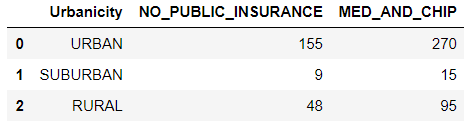 Urbanicity NO_PUBLIC_INSURANCE MED_AND_CHIP
0 URBAN 155 270
1 SUBURBAN 9 15
2 RURAL 48 95